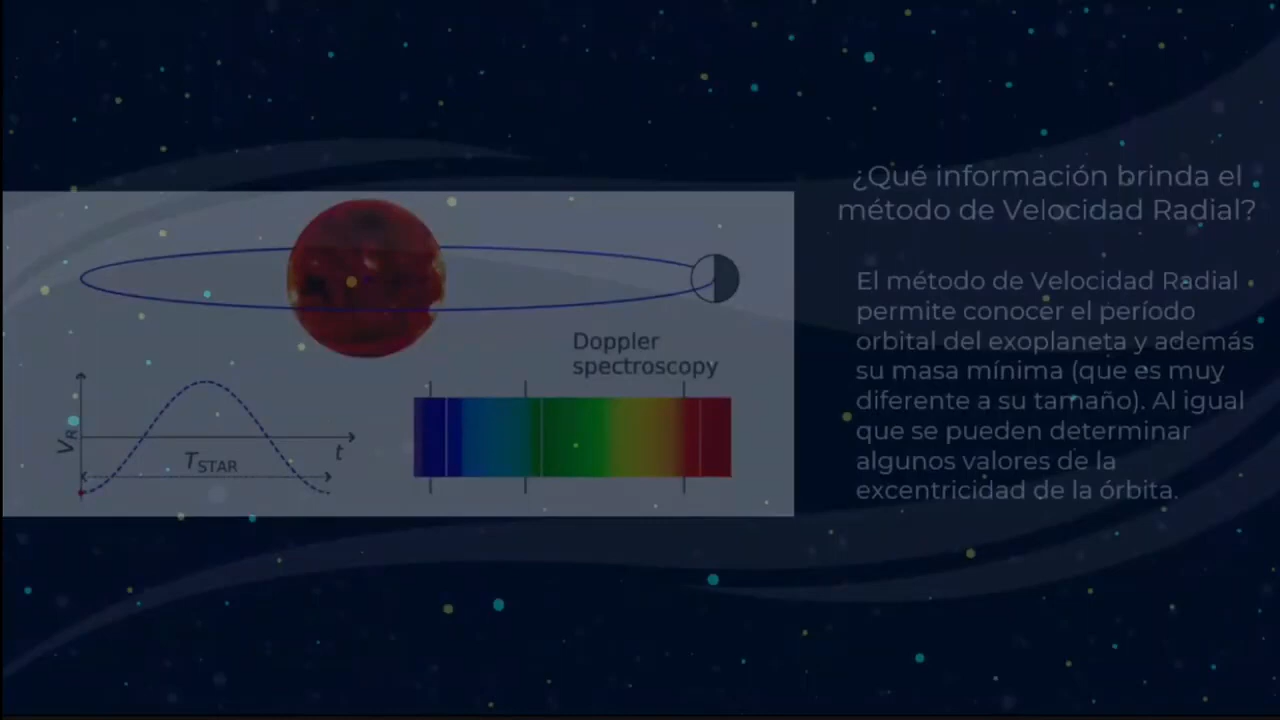 ¿Qué información brinda el
método de Velocidad Radial?
El método de Velocidad Radial
permite conocer el período
orbital del exoplaneta y además
su masa mínima (que es muy
diferente a su tamaño). Al igual
que se pueden determinar
algunos valores de la
excentricidad de la órbita.
Doppler
spectroscopy
V_R
T_STAR
t